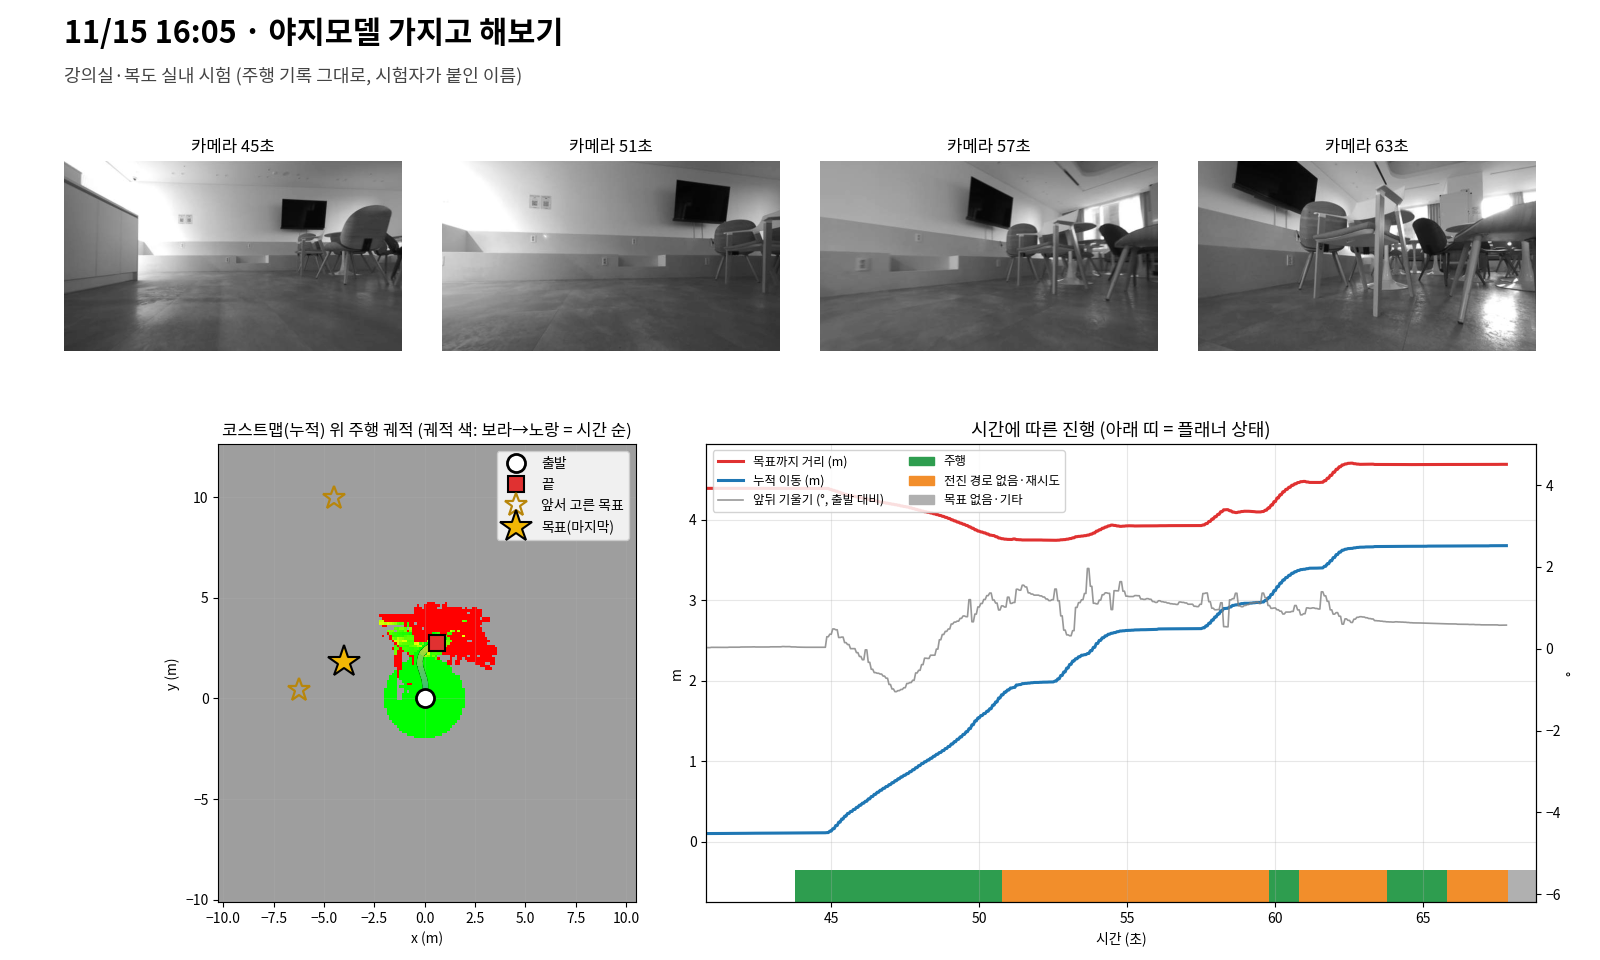 11/15 16:05 · 야지모델 가지고 해보기
강의실·복도 실내 시험 (주행 기록 그대로, 시험자가 붙인 이름)
카메라 45초
카메라 51초
카메라 57초
카메라 63초
코스트맵(누적) 위 주행 궤적 (궤적 색: 보라→노랑 = 시간 순)
출발
끝
앞서 고른 목표
목표(마지막)
10
5
0
−5
−10
y (m)
−10.0
−7.5
−5.0
−2.5
0.0
2.5
5.0
7.5
10.0
x (m)
시간에 따른 진행 (아래 띠 = 플래너 상태)
목표까지 거리 (m)
누적 이동 (m)
앞뒤 기울기 (°, 출발 대비)
주행
전진 경로 없음·재시도
목표 없음·기타
4
3
2
1
0
m
4
2
0
−2
−4
−6
°
45
50
55
60
65
시간 (초)